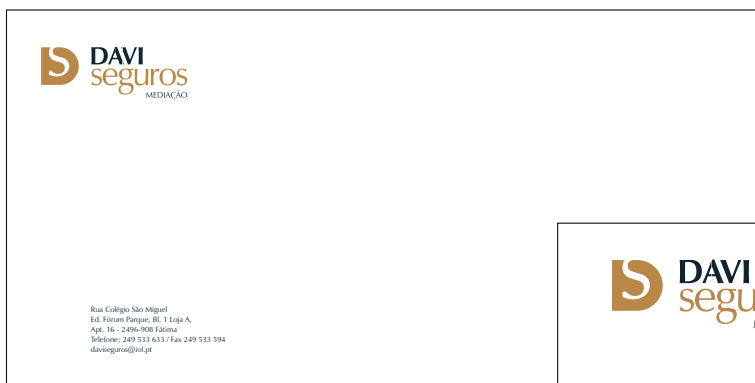 DAVI
seguros
MEDIAÇÃO
Rua Colégio São Miguel
Ed. Fórum Parque, Bl. 1 Loja A,
Apt. 16 - 2496-908 Fátima
Telefone: 249 533 633 / Fax 249 533 594
daviseguros@iol.pt
DAVI
segu